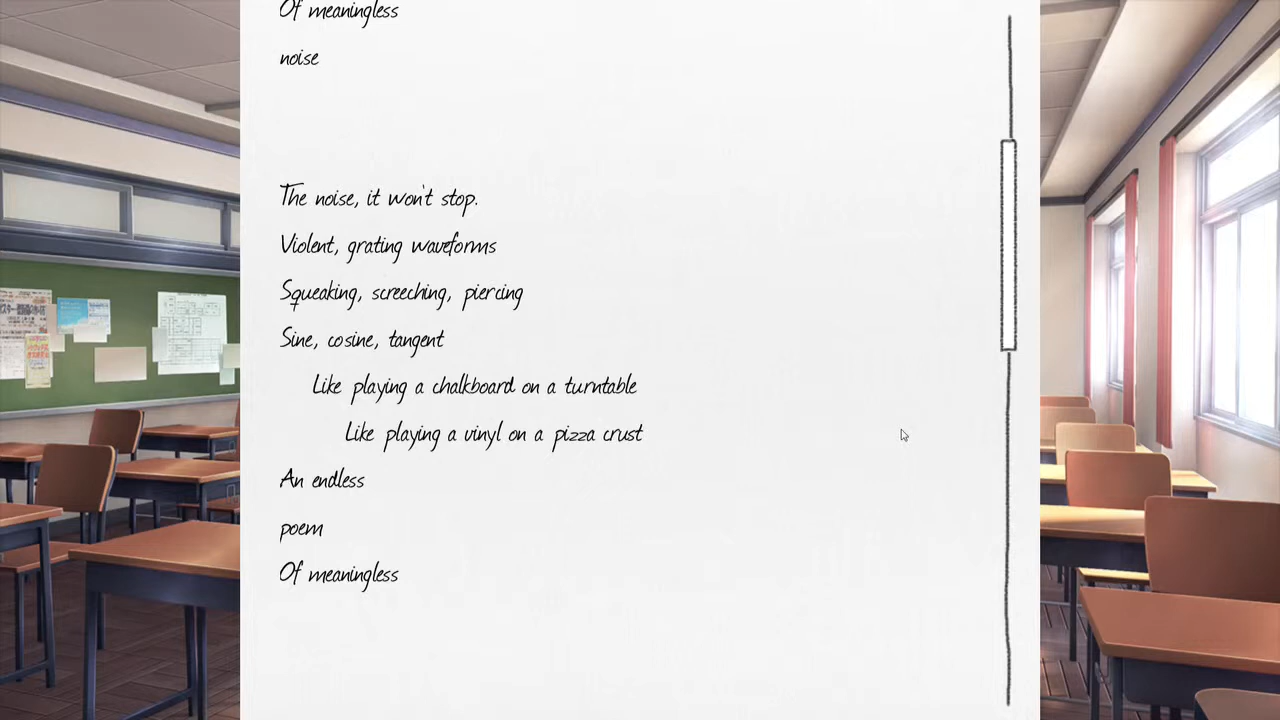 Of meaningless
noise
The noise, it won't stop.
Violent, grating waveforms
Squeaking, screeching, piercing
Sine, cosine, tangent
Like playing a chalkboard on a turntable
Like playing a vinyl on a pizza crust
An endless
poem
Of meaningless